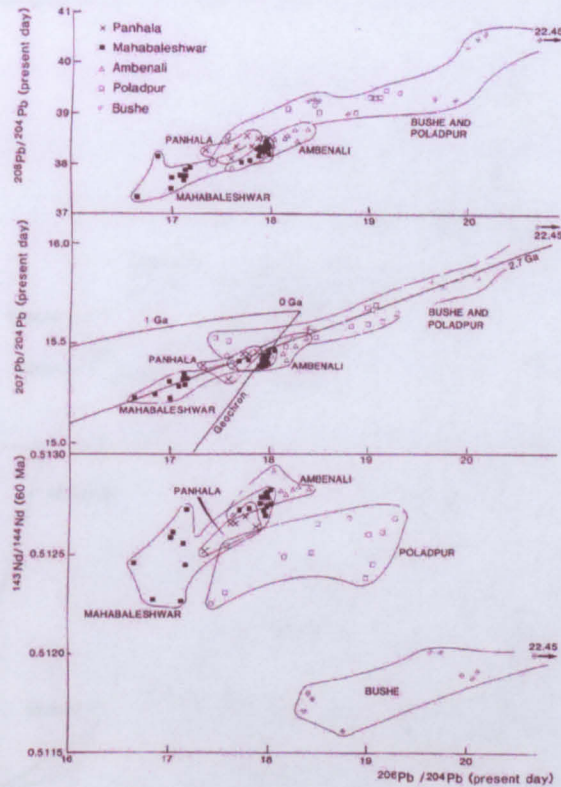 41
× Panhala
■ Mahabaleshwar
△ Ambenali
□ Poladpur
Bushe
22.45
40
39
38
37
208Pb/204Pb (present day)
PANHALA
MAHABALESHWAR
AMBENALI
BUSHE AND
POLADPUR
17
18
19
20
22.45
16.0
15.5
15.0
207Pb/204Pb (present day)
1 Ga
0 Ga
2.7 Ga
PANHALA
MAHABALESHWAR
AMBENALI
BUSHE AND
POLADPUR
Geochron
17
18
19
20
0.5130
0.5125
0.5120
0.5115
143Nd/144Nd (60 Ma)
AMBENALI
PANHALA
POLADPUR
MAHABALESHWAR
22.45
BUSHE
16
17
18
19
20
206Pb/204Pb (present day)